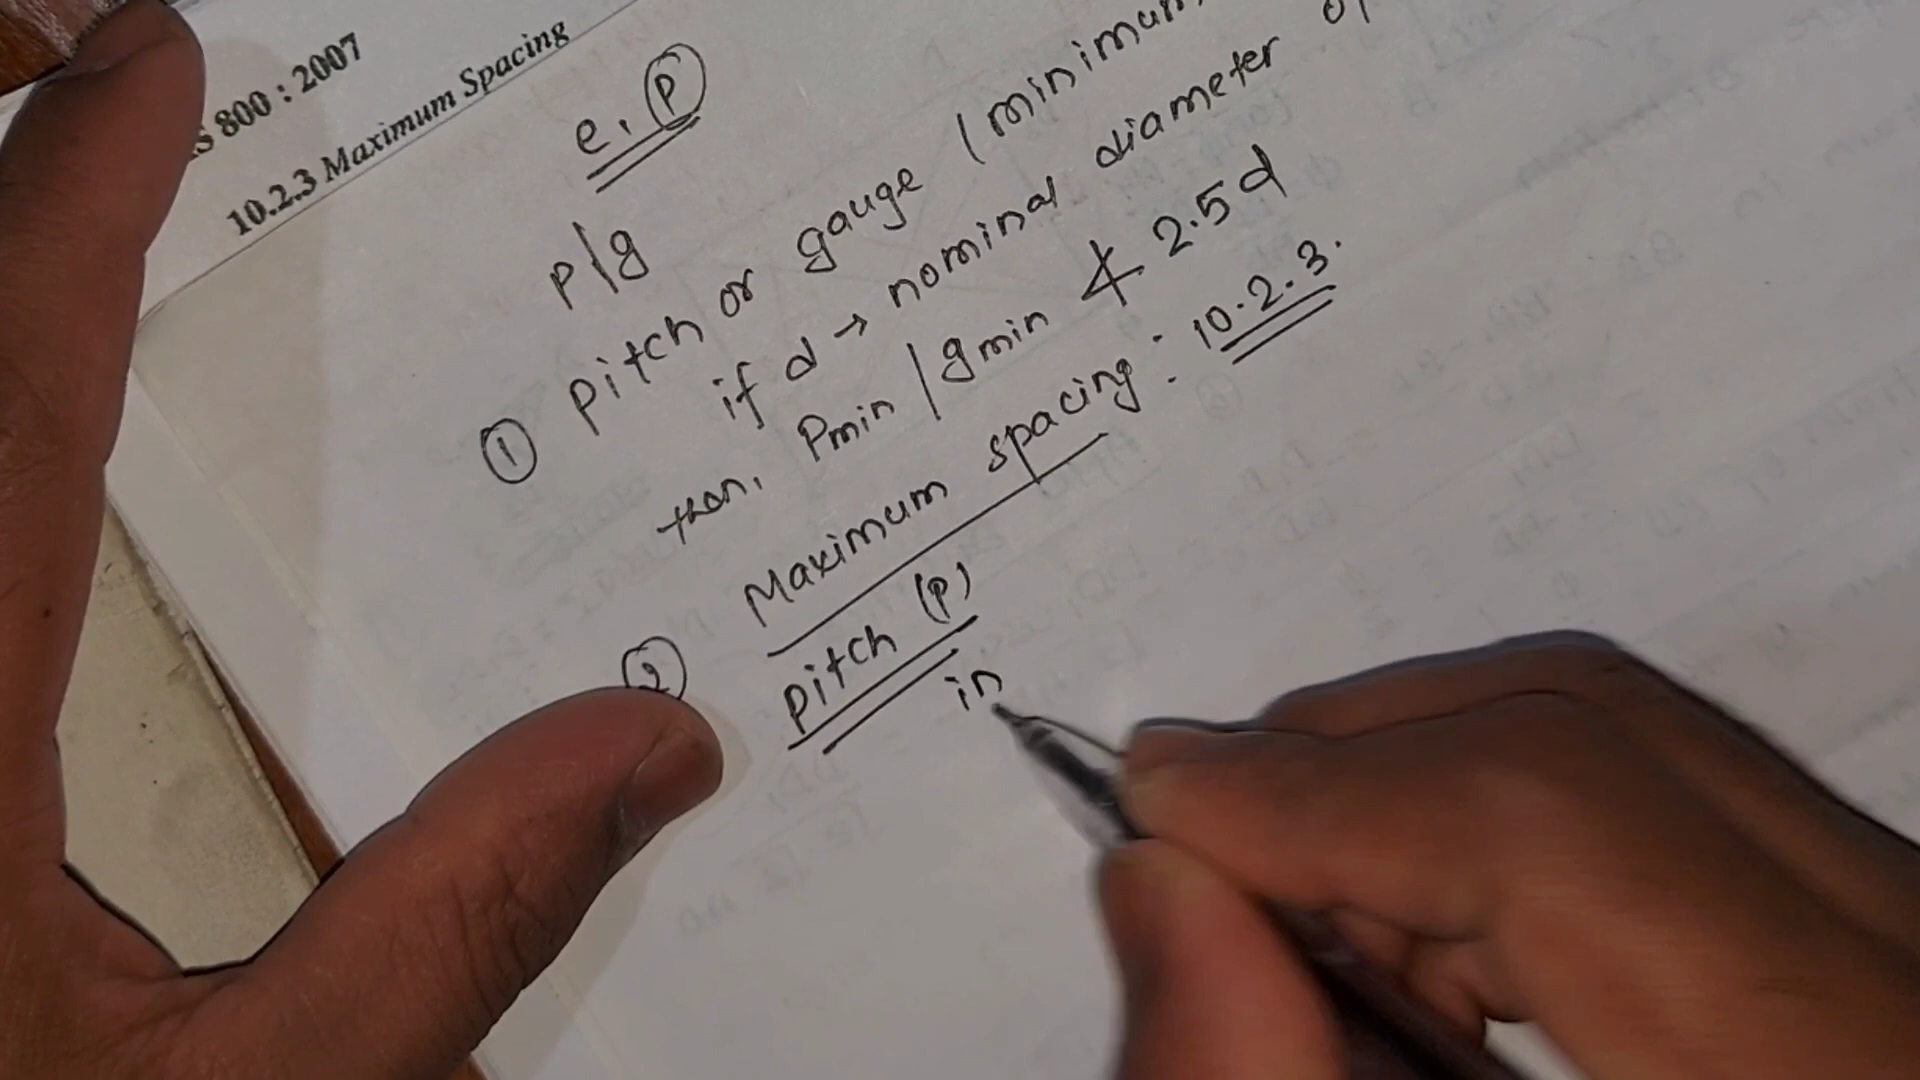 IS 800 : 2007
10.2.3 Maximum Spacing
e, p
p/g
① Pitch or gauge (minimum,
if d → nominal diameter of
then, Pmin / gmin ≮ 2.5d
② Maximum spacing : 10.2.3.
Pitch (P)
in